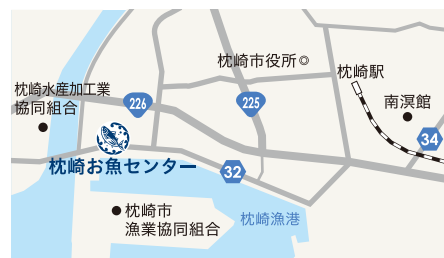 枕崎市役所
枕崎駅
枕崎水産加工業
協同組合
226
225
南溟館
34
枕崎お魚センター
32
枕崎市
漁業協同組合
枕崎漁港